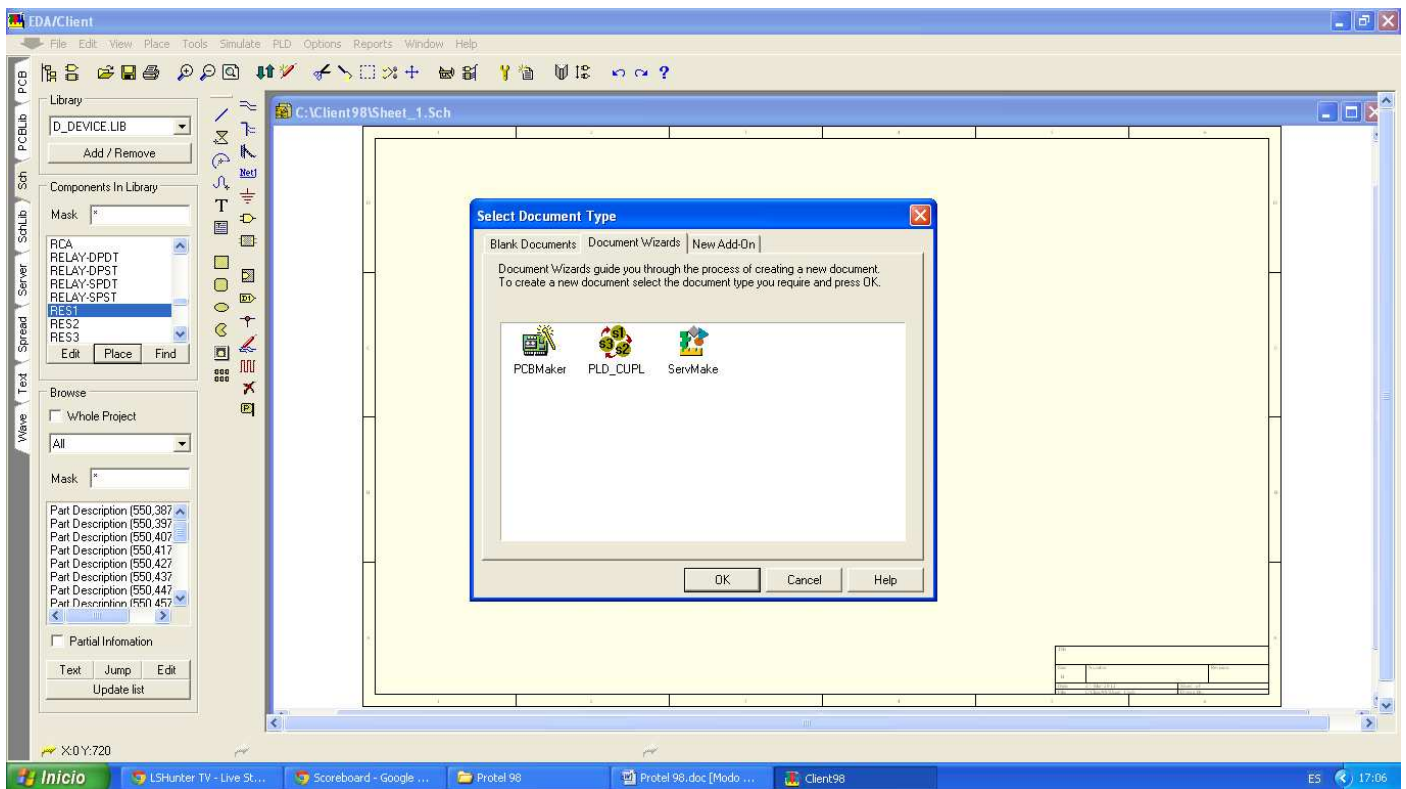 EDA/Client
File Edit View Place Tools Simulate PLD Options Reports Window Help
PCB
PCBLib
Sch
SchLib
Server
Spread
Text
Wave
Library
D_DEVICE.LIB
Add / Remove
Components In Library
Mask *
RCA
RELAY-DPDT
RELAY-DPST
RELAY-SPDT
RELAY-SPST
RES1
RES2
RES3
Edit Place Find
Browse
Whole Project
All
Mask *
Part Description (550,387
Part Description (550,397
Part Description (550,407
Part Description (550,417
Part Description (550,427
Part Description (550,437
Part Description (550,447
Part Description (550,457
Partial Infomation
Text Jump Edit
Update list
T
Net1
D1
P
C:\Client98\Sheet_1.Sch
Select Document Type
Blank Documents Document Wizards New Add-On
Document Wizards guide you through the process of creating a new document.
To create a new document select the document type you require and press OK.
s1
s3 s2
PCBMaker PLD_CUPL ServMake
OK Cancel Help
X:0 Y:720
Inicio LSHunter TV - Live St... Scoreboard - Google ... Protel 98 Protel 98.doc [Modo ... Client98 ES 17:06